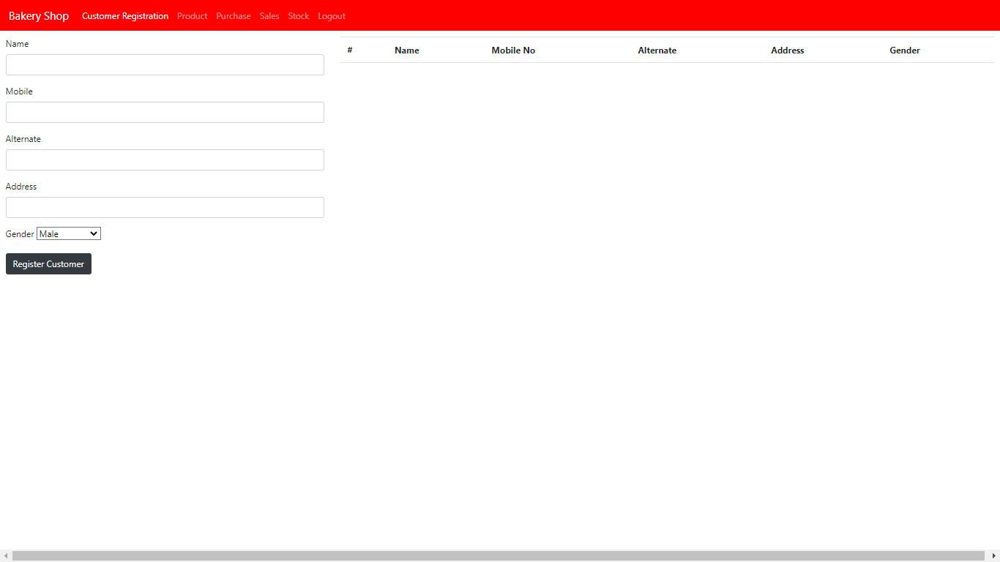 Bakery Shop Customer Registration Product Purchase Sales Stock Logout
Name
Mobile
Alternate
Address
Gender Male
Register Customer
# Name Mobile No Alternate Address Gender